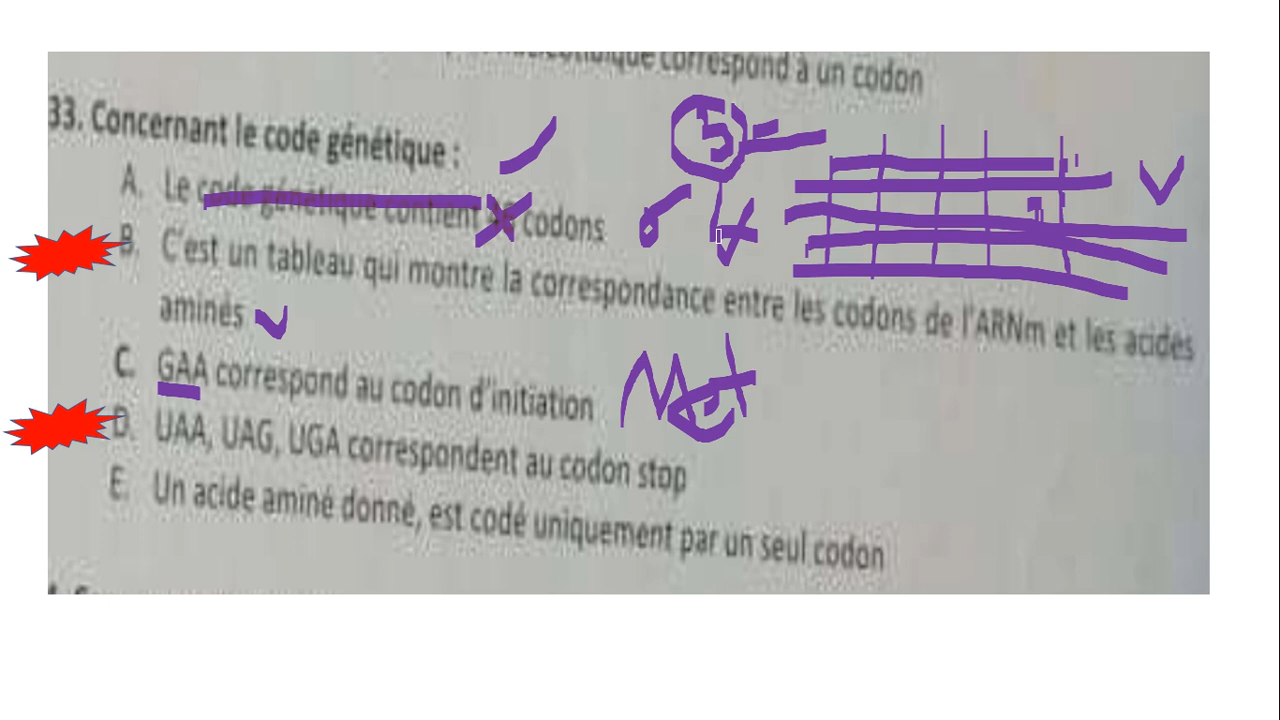 correspond à un codon
33. Concernant le code génétique :
A. Le code génétique contient codons
B. C'est un tableau qui montre la correspondance entre les codons de l'ARNm et les acides
aminés
C. GAA correspond au codon d'initiation
Met
D. UAA, UAG, UGA correspondent au codon stop
E. Un acide aminé donné, est codé uniquement par un seul codon